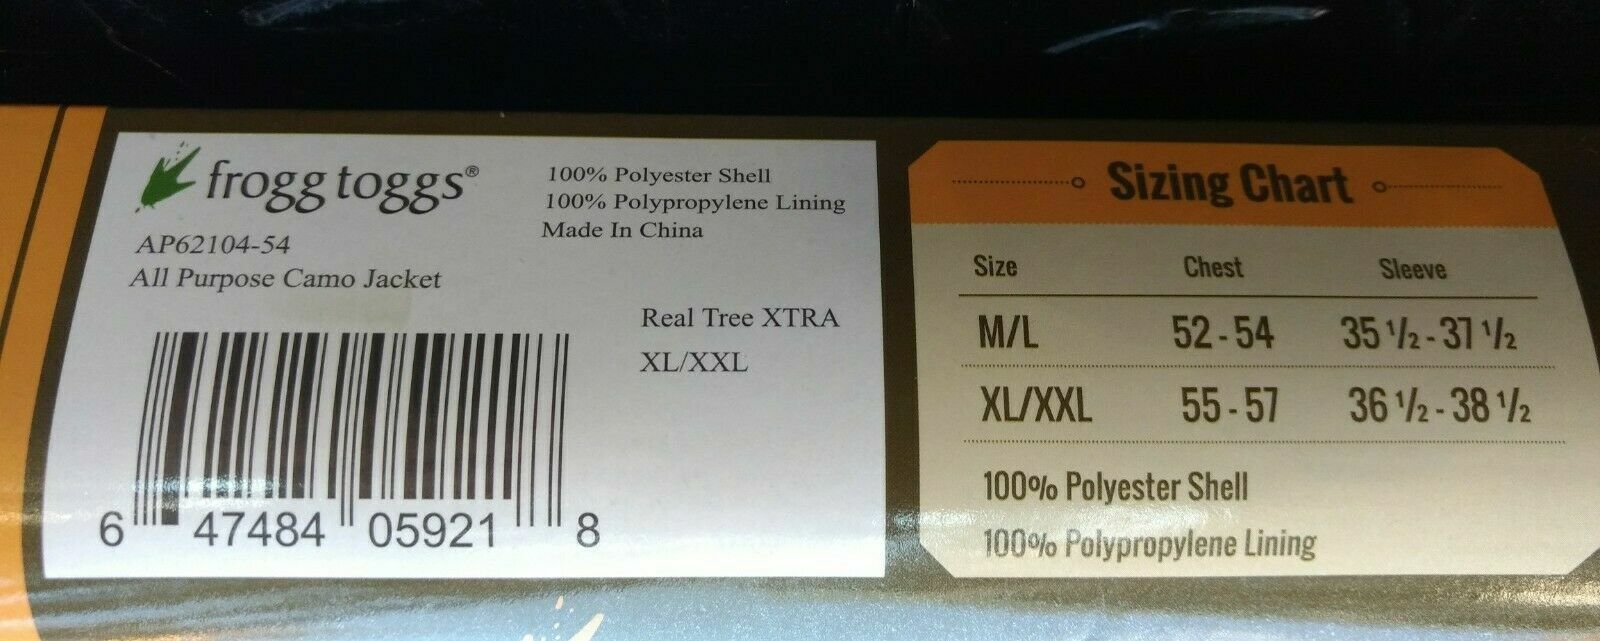 frogg toggs®
AP62104-54
All Purpose Camo Jacket
100% Polyester Shell
100% Polypropylene Lining
Made In China
Real Tree XTRA
XL/XXL
6 47484 05921 8
Sizing Chart
Size Chest Sleeve
M/L 52-54 35 1/2 - 37 1/2
XL/XXL 55-57 36 1/2 - 38 1/2
100% Polyester Shell
100% Polypropylene Lining